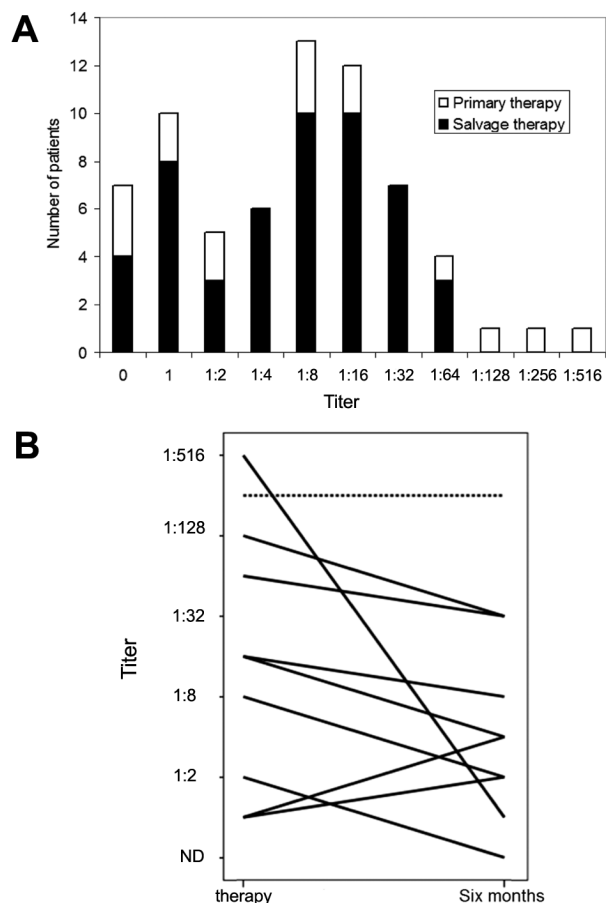 A
Number of patients
14
12
10
8
6
4
2
0
Primary therapy
Salvage therapy
0 1 1:2 1:4 1:8 1:16 1:32 1:64 1:128 1:256 1:516
Titer
B
Titer
1:516
1:128
1:32
1:8
1:2
ND
therapy Six months